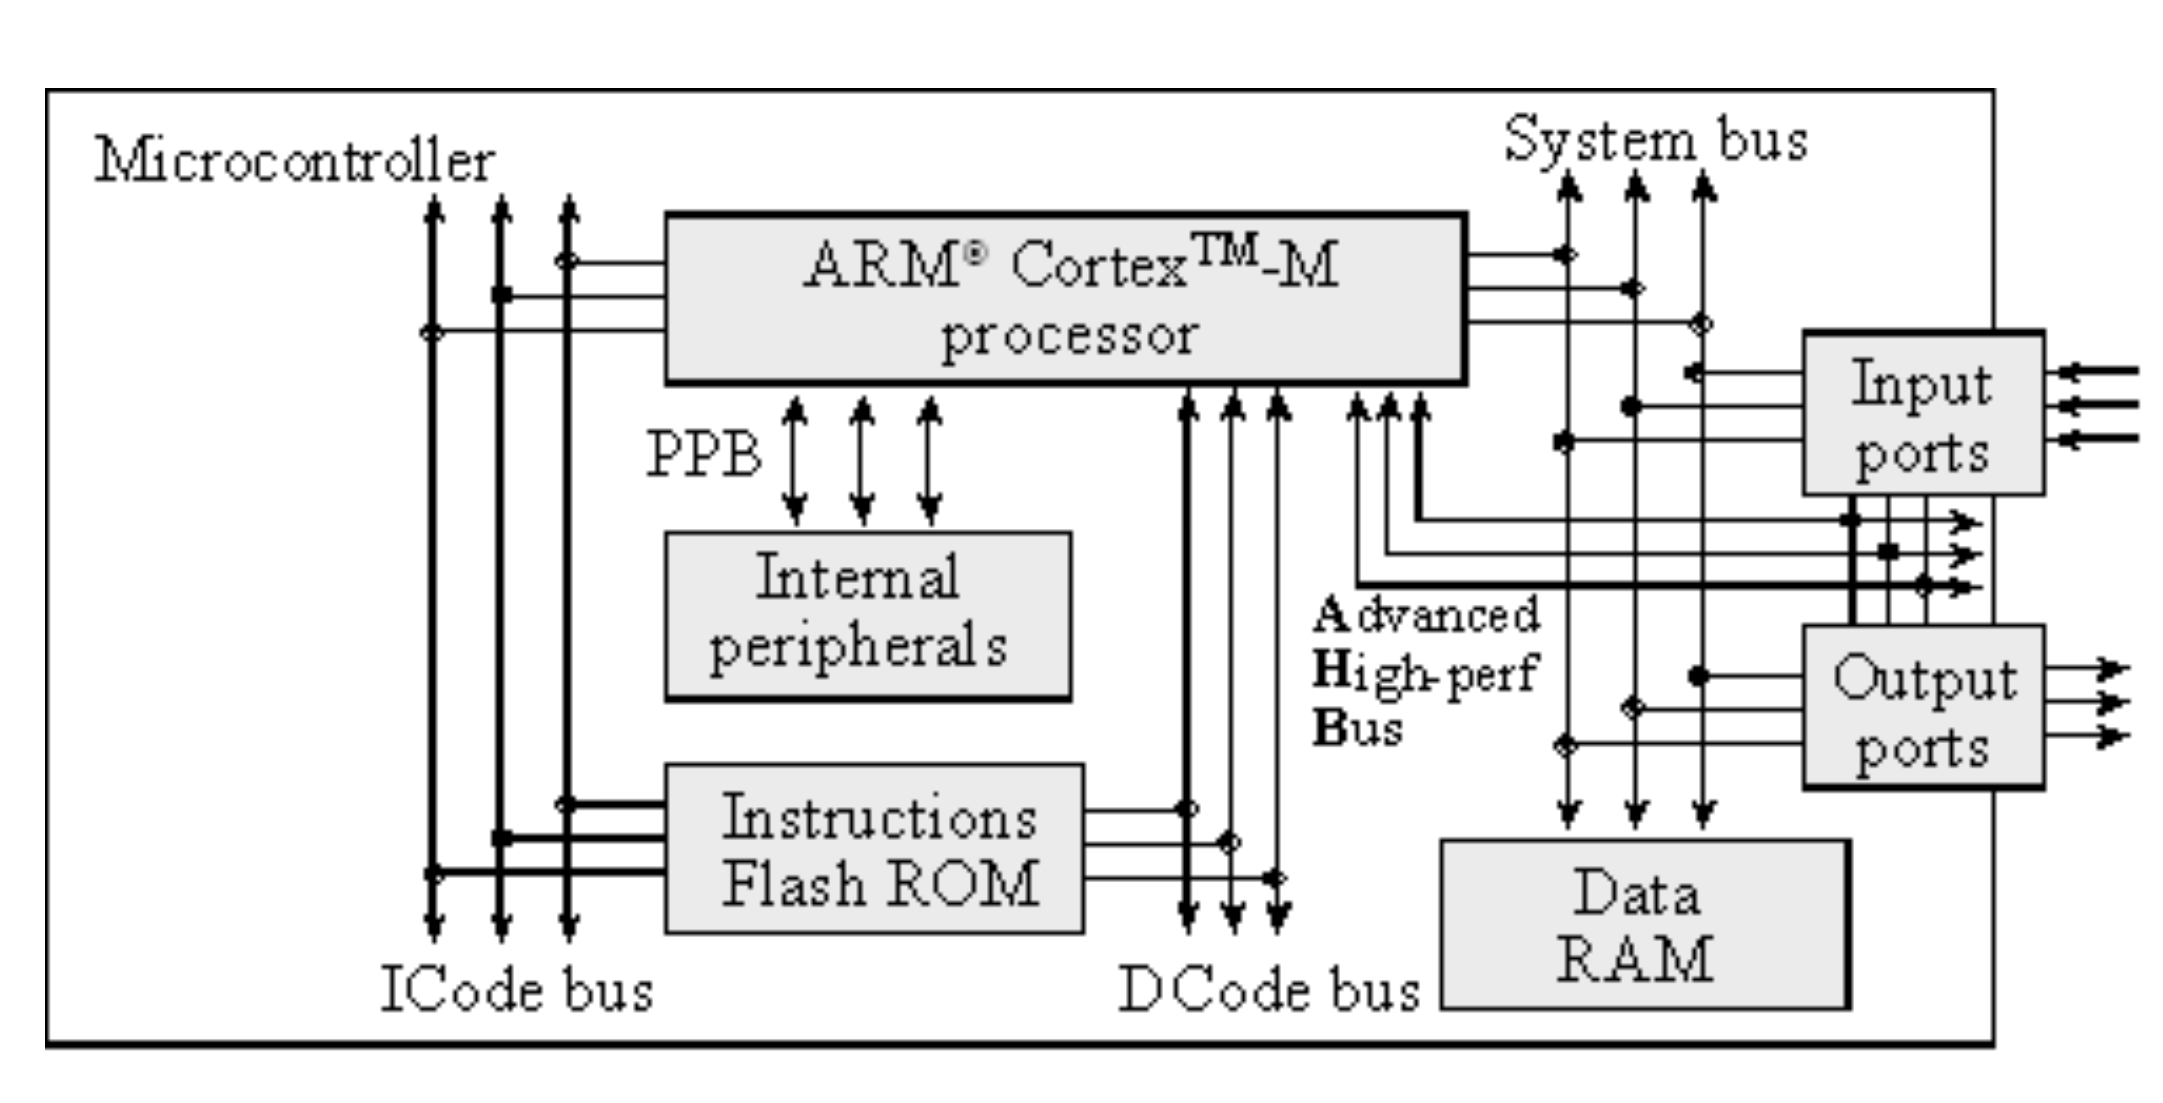 Microcontroller
System bus
ARM® Cortex™-M
processor
Input
ports
PPB
Internal
peripherals
Advanced
High-perf
Bus
Output
ports
Instructions
Flash ROM
Data
RAM
ICode bus
DCode bus